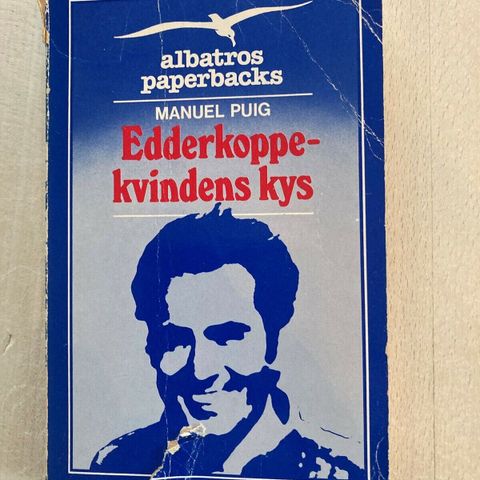 albatros
paperbacks
MANUEL PUIG
Edderkoppe-
kvindens kys